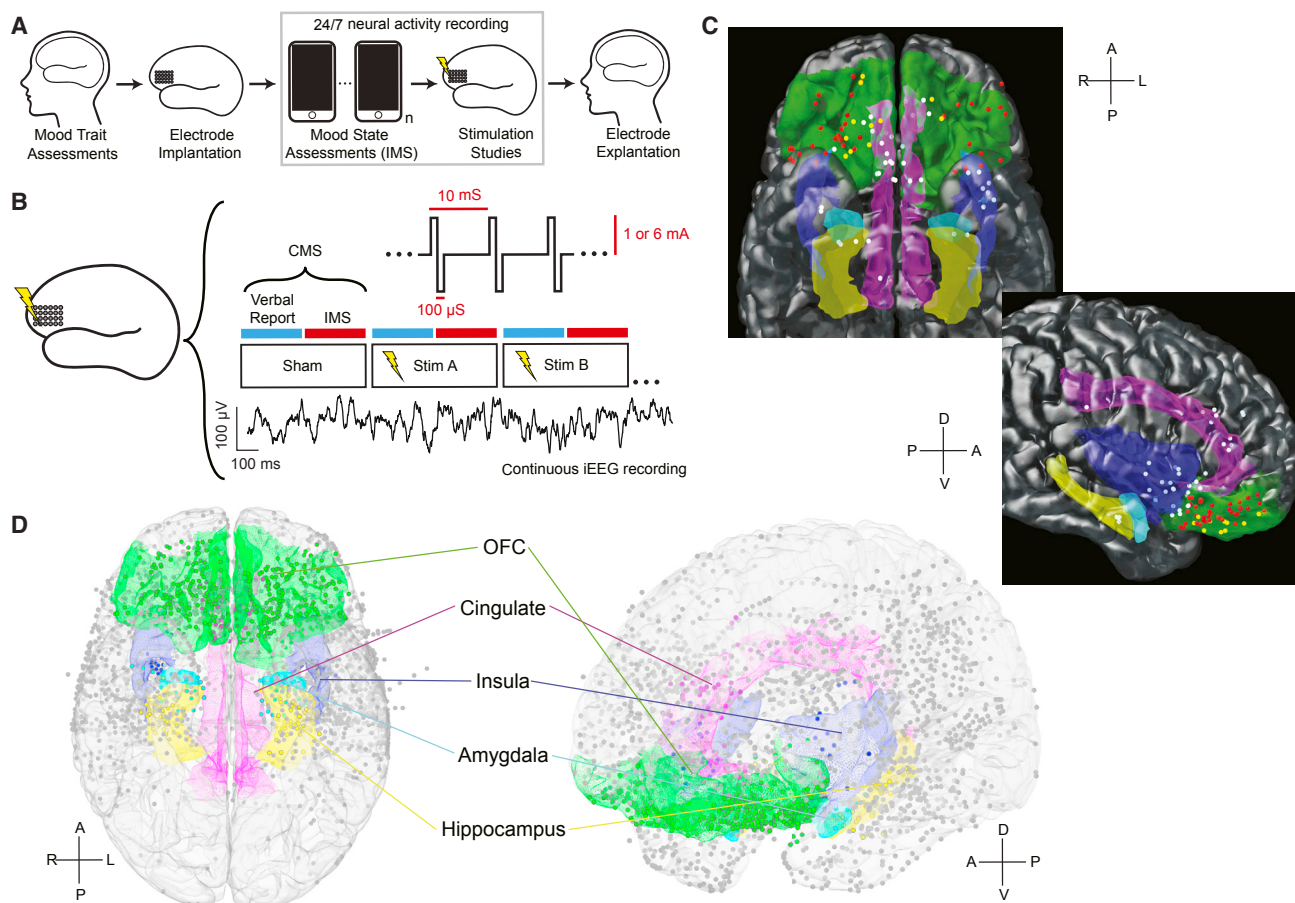 A
24/7 neural activity recording
n
Mood Trait
Assessments
Electrode
Implantation
Mood State
Assessments (IMS)
Stimulation
Studies
Electrode
Explantation
B
10 mS
1 or 6 mA
100 µS
CMS
Verbal
Report
IMS
Sham
Stim A
Stim B
100 µV
100 ms
Continuous iEEG recording
C
A
R
L
P
D
P
A
V
D
OFC
Cingulate
Insula
Amygdala
Hippocampus
A
R
L
P
D
A
P
V